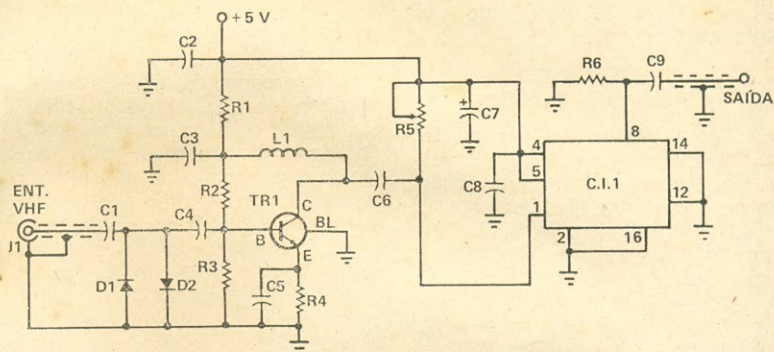 +5 V
C2
R1
C3
L1
R2
TR1
C
B
BL
E
ENT.
VHF
J1
C1
C4
D1
D2
R3
C5
R4
C6
R5
+
C7
C8
R6
C9
SAÍDA
8
4
5
1
C.I.1
14
12
2
16